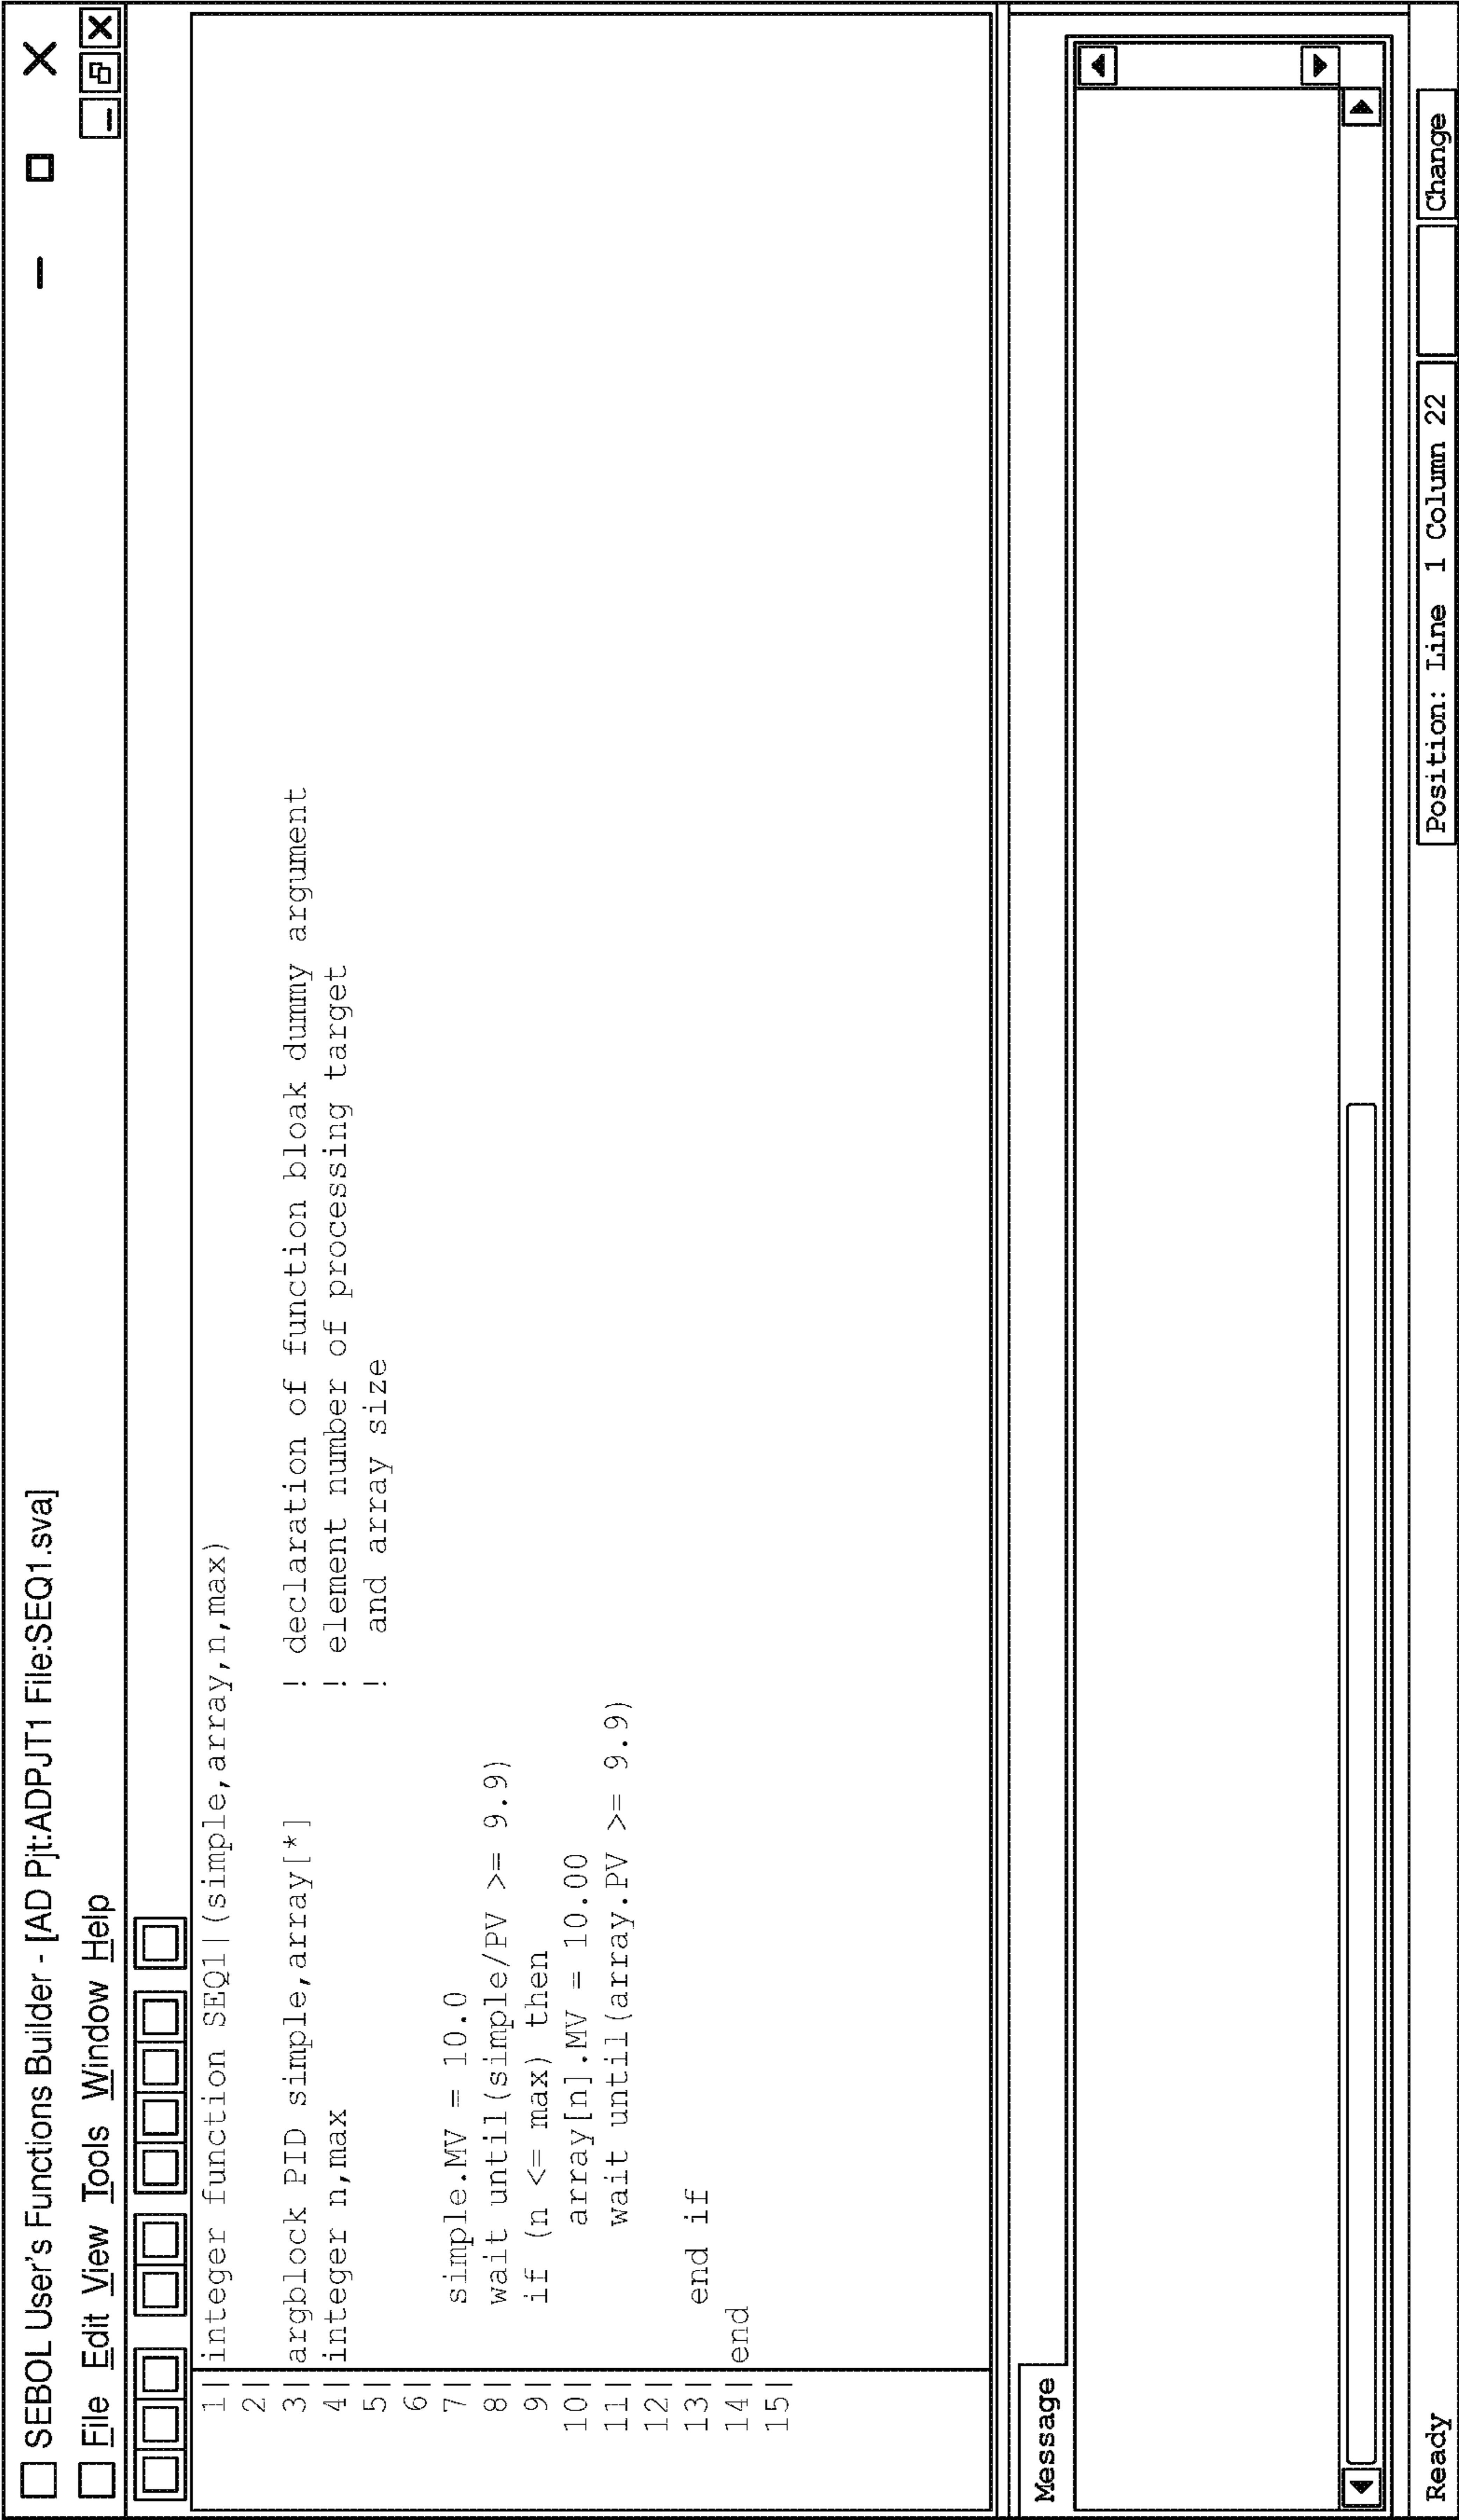 SEBOL User's Functions Builder - [AD Pjt:ADPJT1 File:SEQ1.sva]
File Edit View Tools Window Help
1| integer function SEQ1|(simple,array,n,max)
2|
3| argblock PID simple,array[*] ! declaration of function bloak dummy argument
4| integer n,max ! element number of processing target
5| ! and array size
6|
7| simple.MV = 10.0
8| wait until(simple/PV >= 9.9)
9| if (n <= max) then
10| array[n].MV = 10.00
11| wait until(array.PV >= 9.9)
12|
13| end if
14| end
15|
Message
Ready Position: Line 1 Column 22 Change